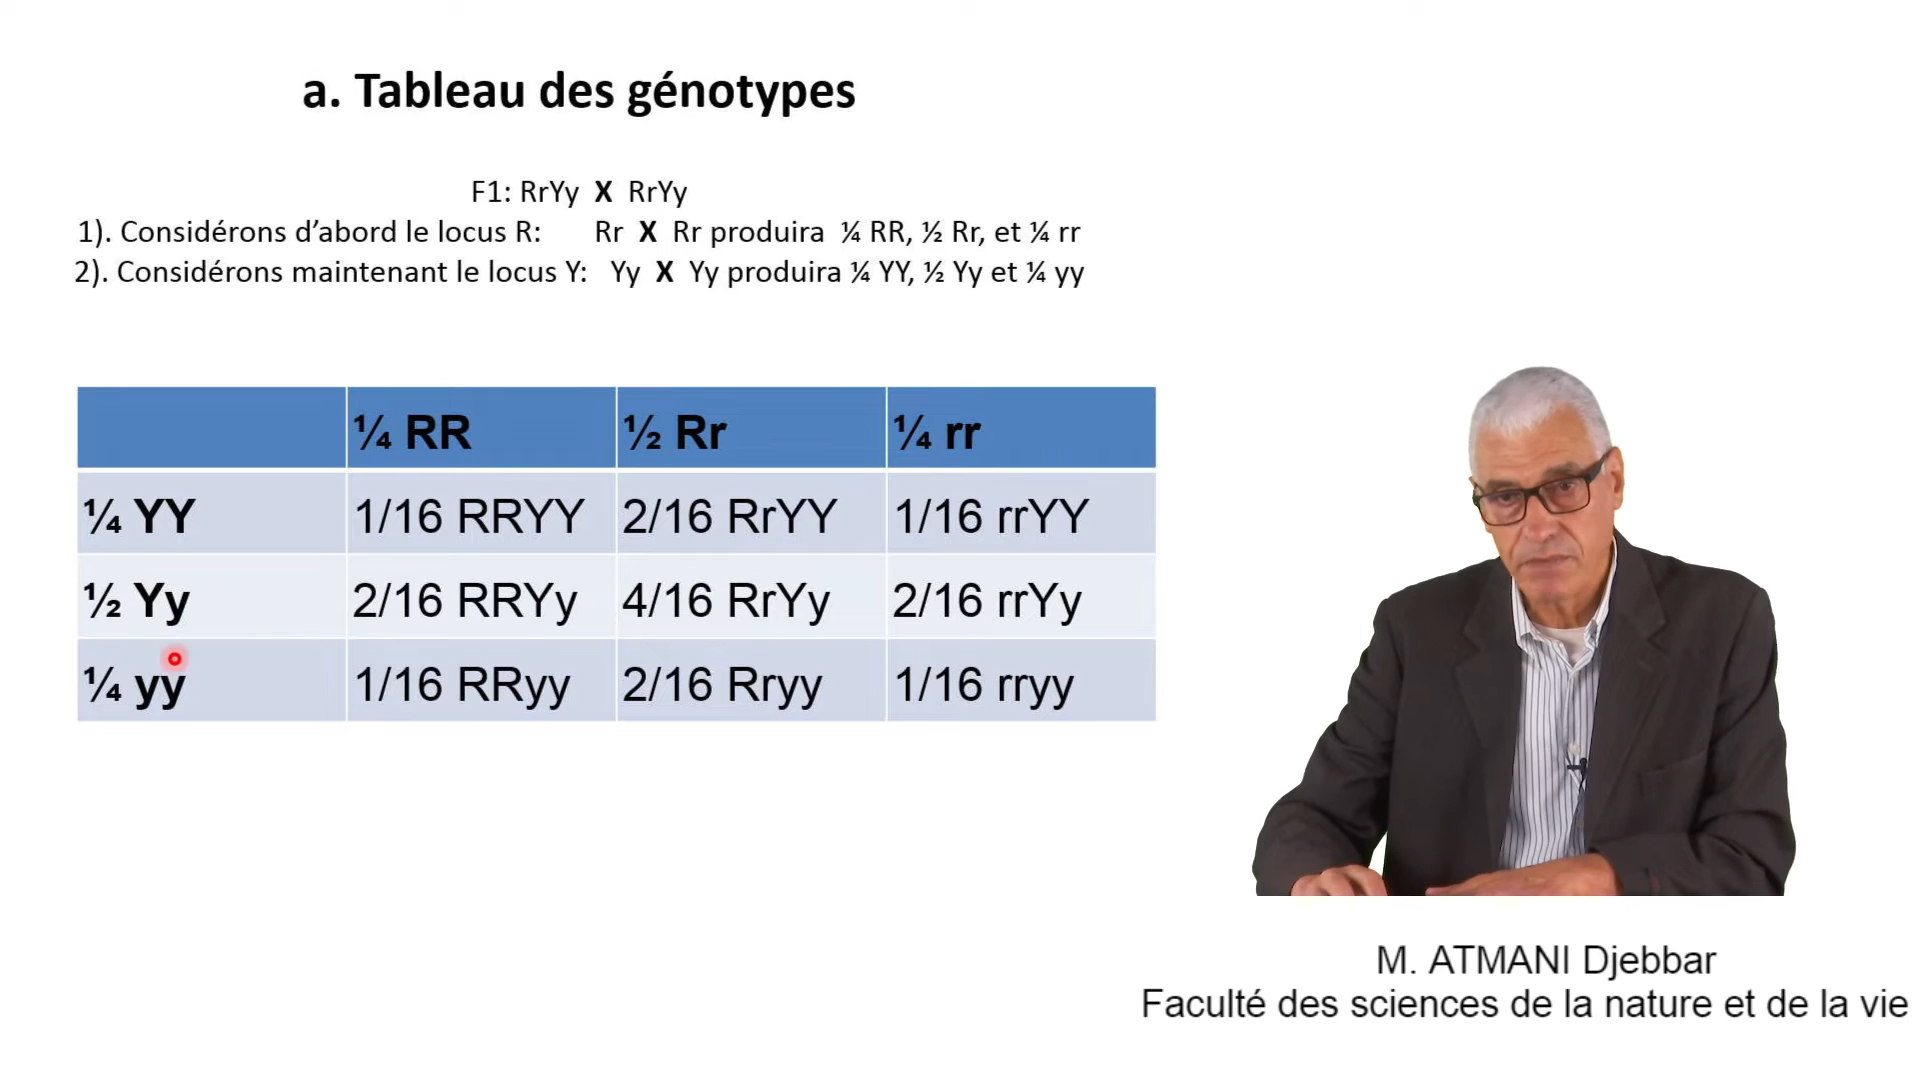 a. Tableau des génotypes
F1: RrYy X RrYy
1). Considérons d’abord le locus R: Rr X Rr produira ¼ RR, ½ Rr, et ¼ rr
2). Considérons maintenant le locus Y: Yy X Yy produira ¼ YY, ½ Yy et ¼ yy
¼ RR ½ Rr ¼ rr
¼ YY 1/16 RRYY 2/16 RrYY 1/16 rrYY
½ Yy 2/16 RRYy 4/16 RrYy 2/16 rrYy
¼ yy 1/16 RRyy 2/16 Rryy 1/16 rryy
M. ATMANI Djebbar
Faculté des sciences de la nature et de la vie